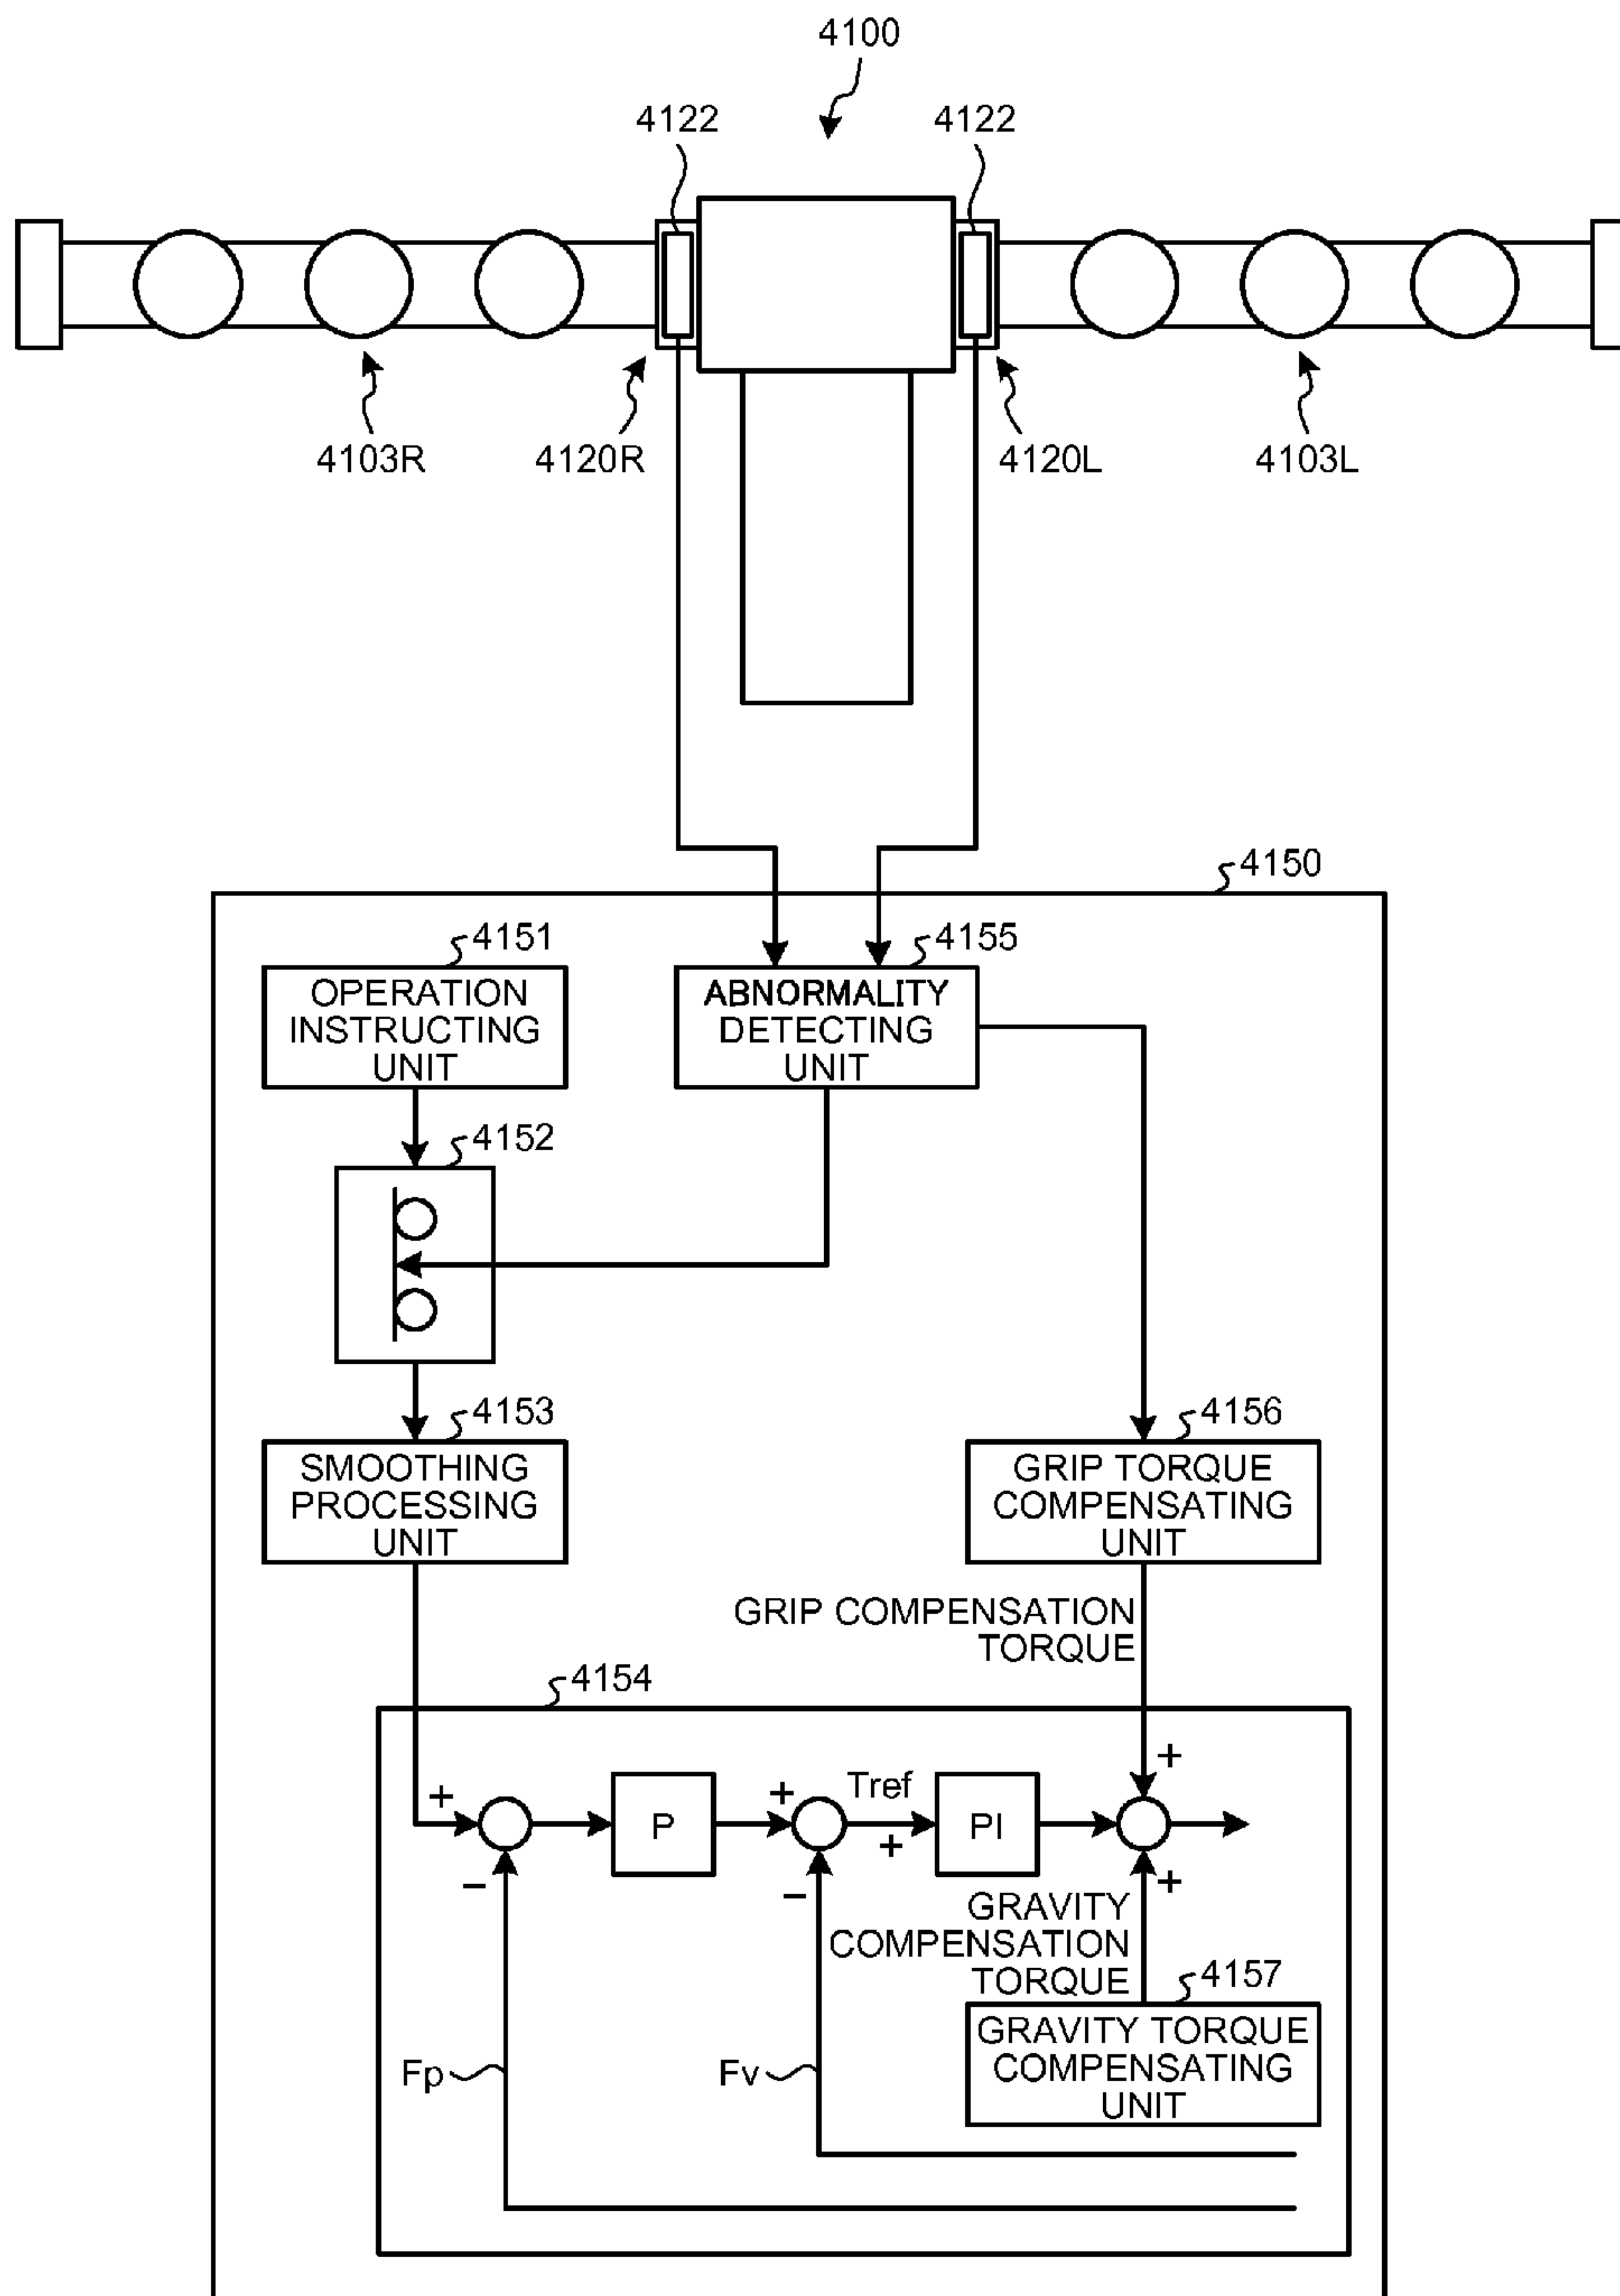 4100
4122
4122
4103R
4120R
4120L
4103L
4150
4151
4155
OPERATION
INSTRUCTING
UNIT
ABNORMALITY
DETECTING
UNIT
4152
4153
4156
SMOOTHING
PROCESSING
UNIT
GRIP TORQUE
COMPENSATING
UNIT
GRIP COMPENSATION
TORQUE
4154
+
+
+
Tref
P
PI
+
−
−
+
GRAVITY
COMPENSATION
TORQUE
4157
GRAVITY TORQUE
COMPENSATING
UNIT
Fp
Fv